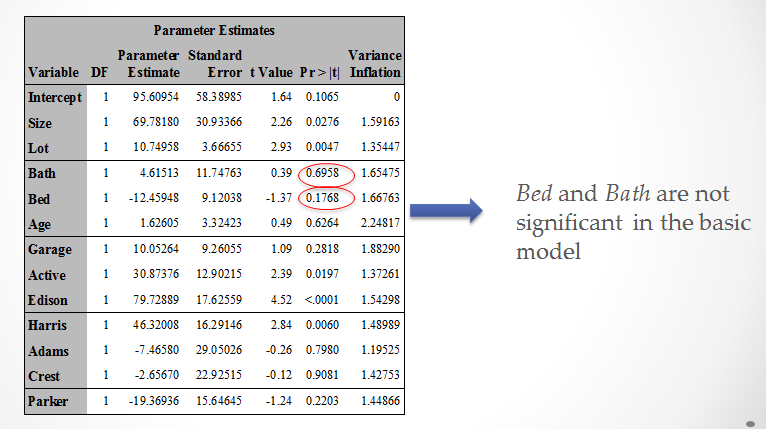 Parameter Estimates
Variable DF Parameter Estimate Standard Error t Value Pr > |t| Variance Inflation
Intercept 1 95.60954 58.38985 1.64 0.1065 0
Size 1 69.78180 30.93366 2.26 0.0276 1.59163
Lot 1 10.74958 3.66655 2.93 0.0047 1.35447
Bath 1 4.61513 11.74763 0.39 0.6958 1.65475
Bed 1 -12.45948 9.12038 -1.37 0.1768 1.66763
Age 1 1.62605 3.32423 0.49 0.6264 2.24817
Garage 1 10.05264 9.26055 1.09 0.2818 1.88290
Active 1 30.87376 12.90215 2.39 0.0197 1.37261
Edison 1 79.72889 17.62559 4.52 <.0001 1.54298
Harris 1 46.32008 16.29146 2.84 0.0060 1.48989
Adams 1 -7.46580 29.05026 -0.26 0.7980 1.19525
Crest 1 -2.65670 22.92515 -0.12 0.9081 1.42753
Parker 1 -19.36936 15.64645 -1.24 0.2203 1.44866
Bed and Bath are not
significant in the basic
model